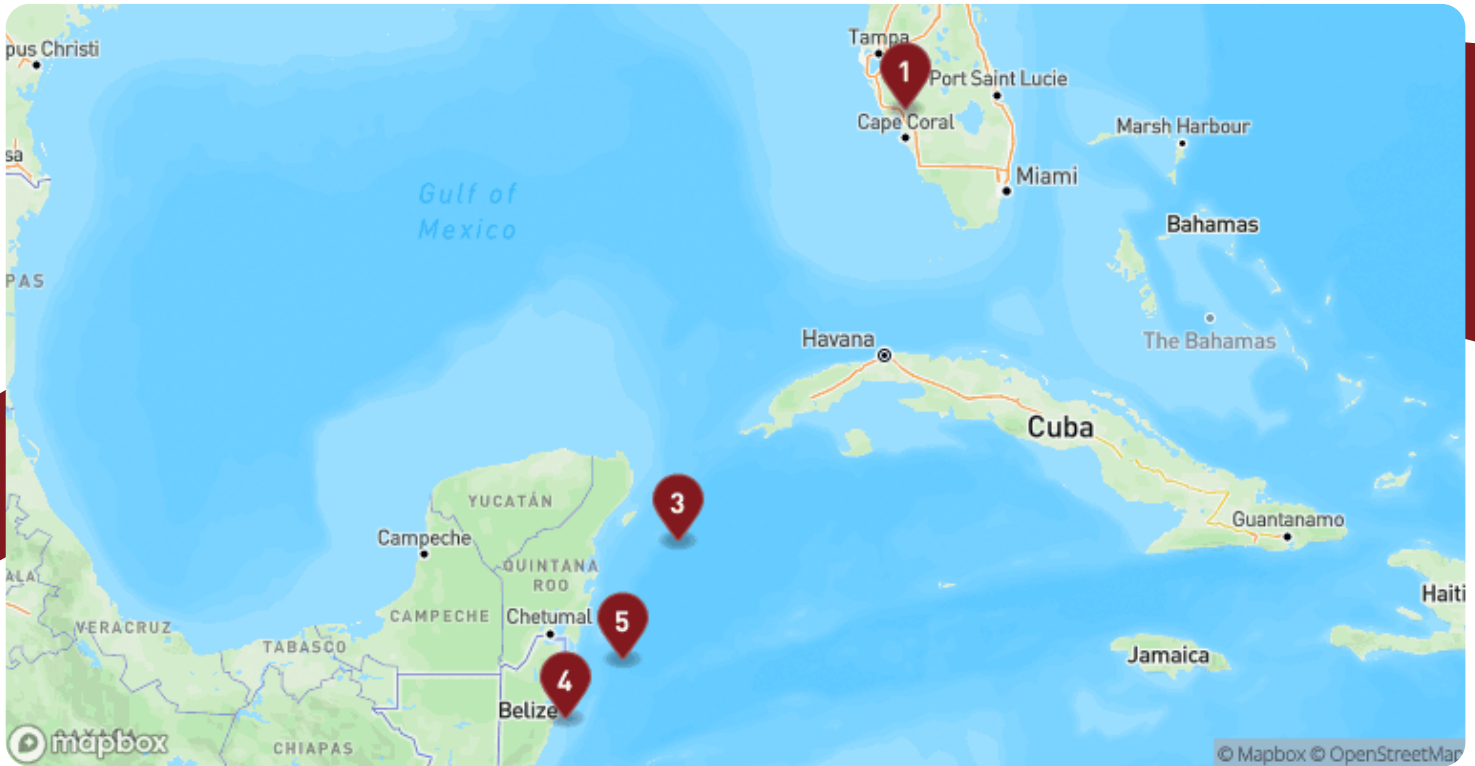 pus Christi
Tampa
1
Port Saint Lucie
Cape Coral
Marsh Harbour
sa
Miami
Gulf of
Mexico
Bahamas
PAS
Havana
The Bahamas
Cuba
YUCATÁN
3
Campeche
Guantanamo
QUINTANA
ROO
ALA
Haiti
CAMPECHE
Chetumal
5
VERACRUZ
TABASCO
Jamaica
4
Belize
OAXACA
mapbox
CHIAPAS
© Mapbox © OpenStreetMap